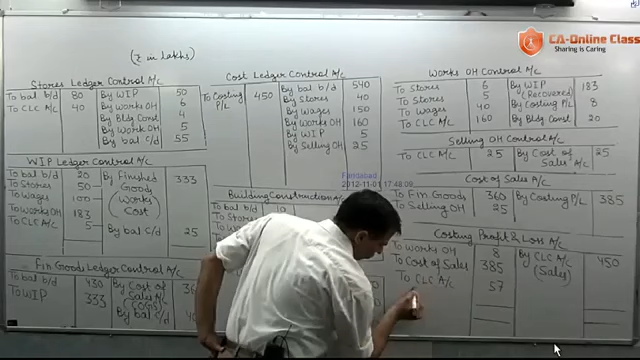 CA-Online Class
Sharing is Caring
(₹ in lakhs)
Stores Ledger Control A/c
To bal b/d 80 By WIP 50
To CLC A/c 40 By Work OH 6
By Bldg Const 4
By Work OH 5
By bal c/d 55
WIP Ledger Control A/c
To bal b/d 20 By Finished 333
To Stores 50 Goods
To Wages 100 (Works
To Works OH 183 Cost)
To CLC A/c 5 By bal c/d 25
Fin Goods Ledger Control A/c
To bal b/d 430 By Cost of
To WIP 333 Sales A/c
(COGS)
By bal c/d
Cost Ledger Control A/c
To Costing 450 By bal b/d 540
P/L By Stores 40
By Wages 150
By Works OH 160
By WIP 5
By Selling OH 25
Faridabad
2012-11-01 17:48:09
Building Construction A/c
To bal b/d 10
To Stores
Works OH Control A/c
To Stores 6 By WIP 183
To Stores 5 (Recovered)
To Wages 40 By Costing P/L 8
To CLC A/c 160 By Bldg Const 20
Selling OH Control A/c
To CLC A/c 25 By Cost of 25
Sales A/c
Cost of Sales A/c
To Fin Goods 360 By Costing P/L 385
To Selling OH 25
Costing Profit & Loss A/c
To Works OH 8 By CLC A/c 450
To Cost of Sales 385 (Sales)
To CLC A/c 57